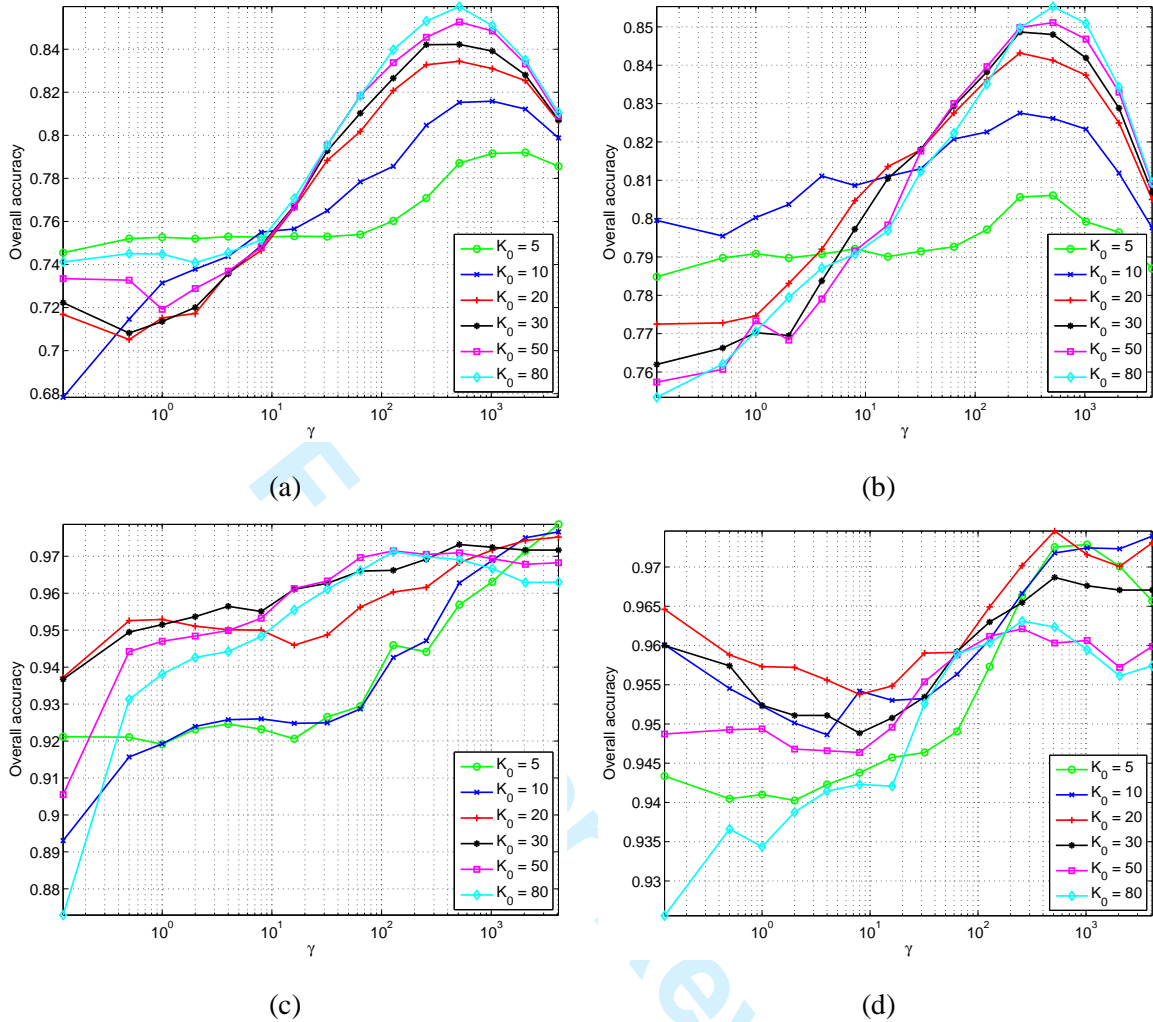 0.84
0.82
0.8
0.78
0.76
0.74
0.72
0.7
0.68
Overall accuracy
10^0
10^1
10^2
10^3
γ
K_0 = 5
K_0 = 10
K_0 = 20
K_0 = 30
K_0 = 50
K_0 = 80
(a)
0.85
0.84
0.83
0.82
0.81
0.8
0.79
0.78
0.77
0.76
Overall accuracy
10^0
10^1
10^2
10^3
γ
K_0 = 5
K_0 = 10
K_0 = 20
K_0 = 30
K_0 = 50
K_0 = 80
(b)
0.97
0.96
0.95
0.94
0.93
0.92
0.91
0.9
0.89
0.88
Overall accuracy
10^0
10^1
10^2
10^3
γ
K_0 = 5
K_0 = 10
K_0 = 20
K_0 = 30
K_0 = 50
K_0 = 80
(c)
0.97
0.965
0.96
0.955
0.95
0.945
0.94
0.935
0.93
Overall accuracy
10^0
10^1
10^2
10^3
γ
K_0 = 5
K_0 = 10
K_0 = 20
K_0 = 30
K_0 = 50
K_0 = 80
(d)